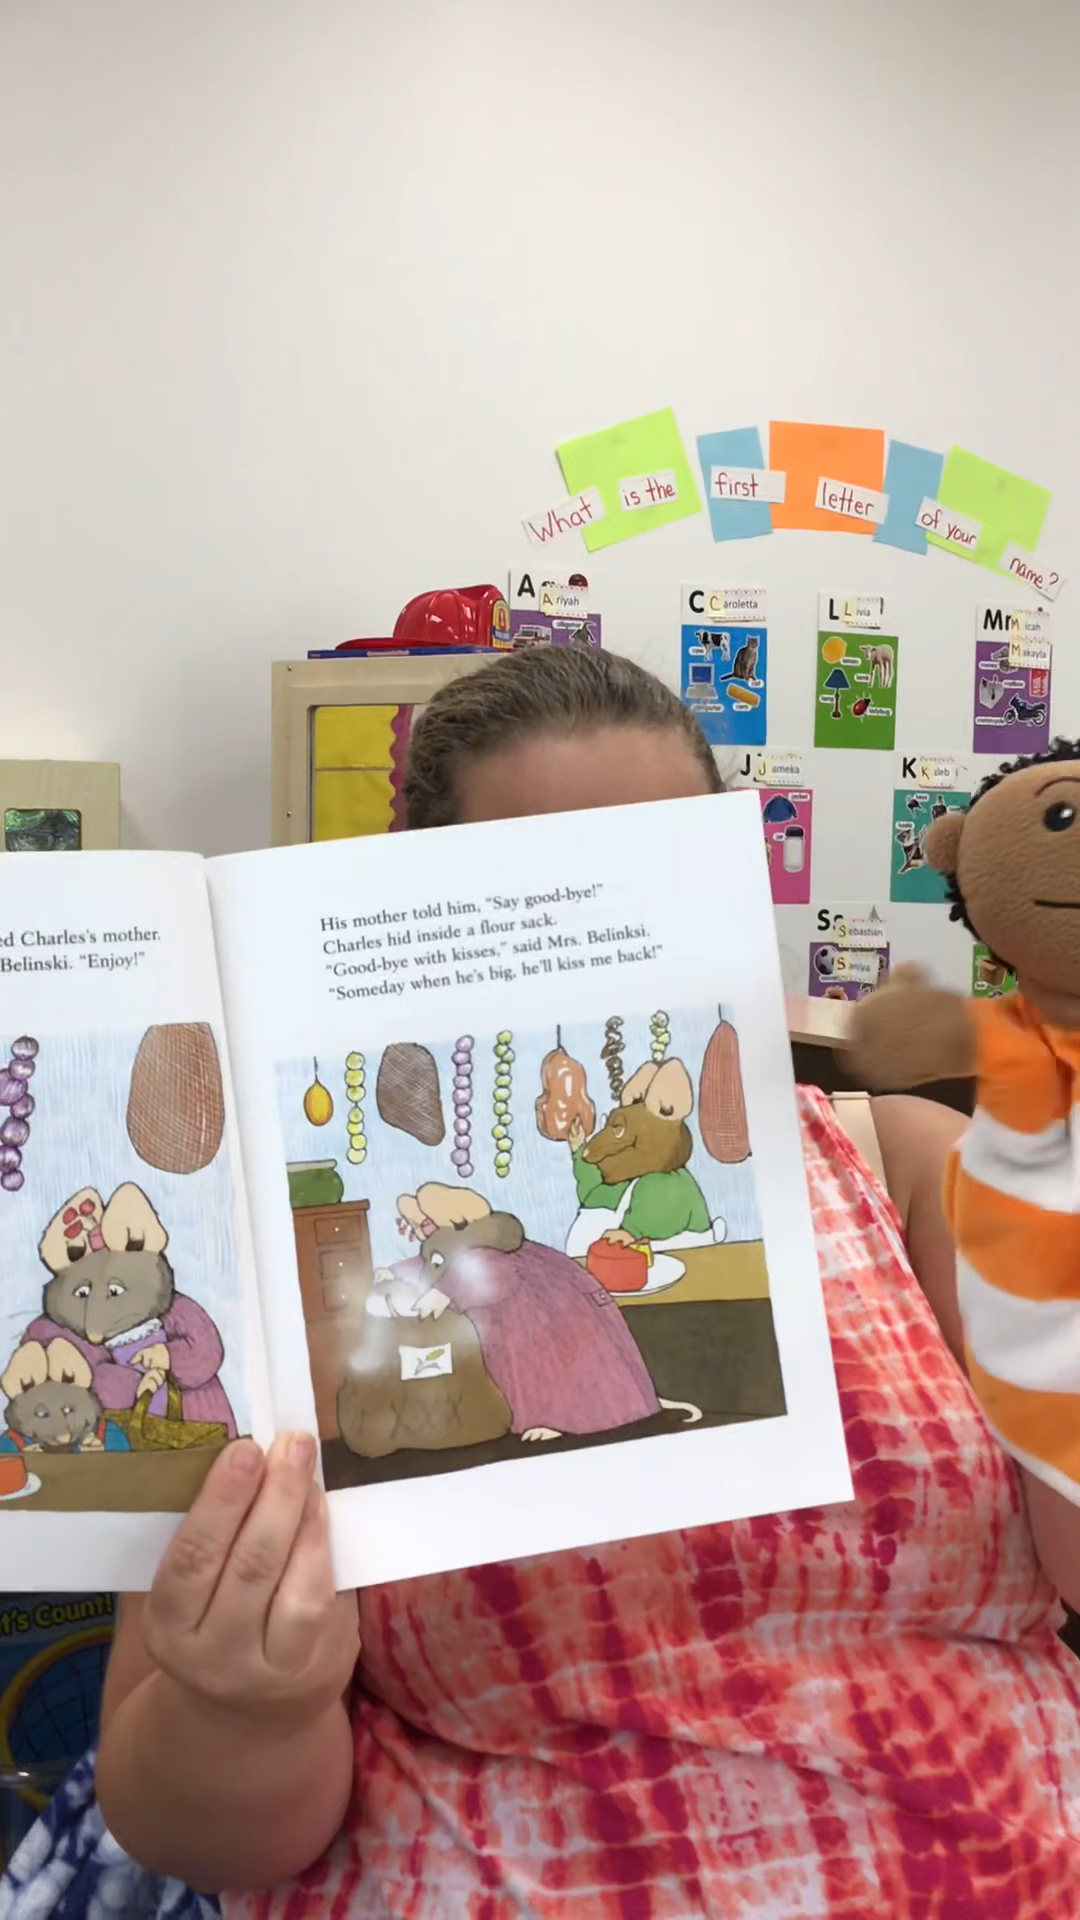 What is the first letter of your name?
A Ariyah
C Caroletta
L Livia
Mm Micah
Makayla
J Jameka
K Kaleb
S Sebastian
Saniya
ed Charles's mother.
Belinski. "Enjoy!"
His mother told him, "Say good-bye!"
Charles hid inside a flour sack.
"Good-bye with kisses," said Mrs. Belinksi.
"Someday when he's big, he'll kiss me back!"
t's Count!